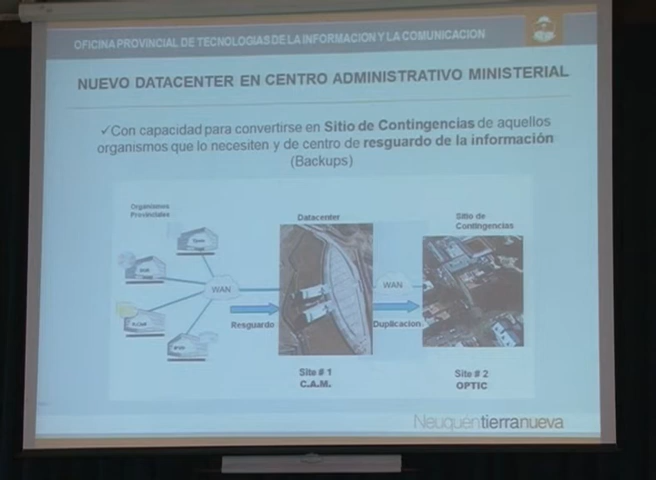 OFICINA PROVINCIAL DE TECNOLOGIAS DE LA INFORMACION Y LA COMUNICACION
NUEVO DATACENTER EN CENTRO ADMINISTRATIVO MINISTERIAL
✓Con capacidad para convertirse en Sitio de Contingencias de aquellos
organismos que lo necesiten y de centro de resguardo de la información
(Backups)
Organismos
Provinciales
Datacenter
Sitio de
Contingencias
WAN
WAN
Resguardo
Duplicacion
Site # 1
C.A.M.
Site # 2
OPTIC
Neuquéntierranueva